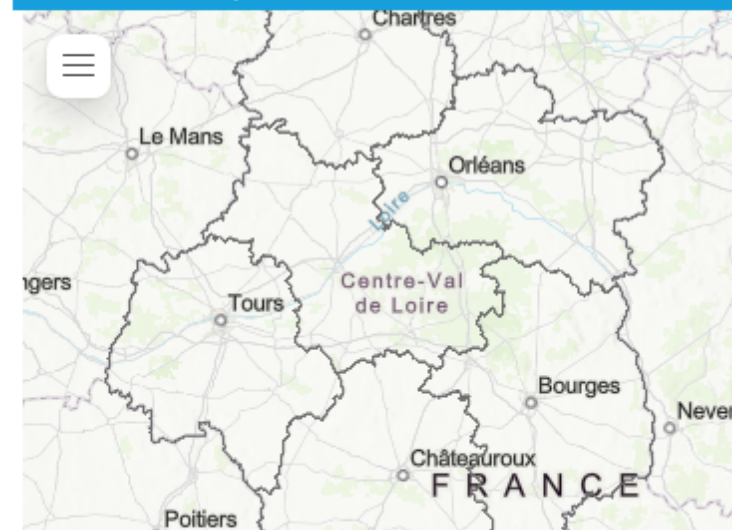 Chartres
Le Mans
Orléans
Loire
ngers
Centre-Val
de Loire
Tours
Bourges
Never
Châteauroux
FRANCE
Poitiers